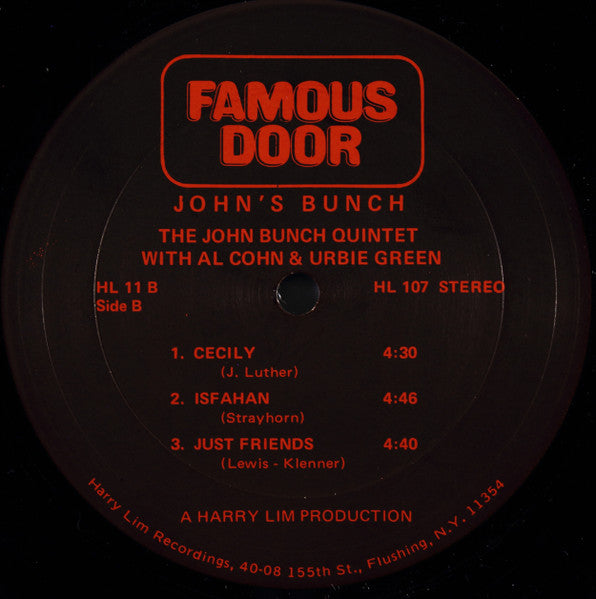 FAMOUS
DOOR
JOHN'S BUNCH
THE JOHN BUNCH QUINTET
WITH AL COHN & URBIE GREEN
HL 11 B HL 107 STEREO
Side B
1. CECILY 4:30
(J. Luther)
2. ISFAHAN 4:46
(Strayhorn)
3. JUST FRIENDS 4:40
(Lewis - Klenner)
A HARRY LIM PRODUCTION
Harry Lim Recordings, 40-08 155th St., Flushing, N.Y. 11354